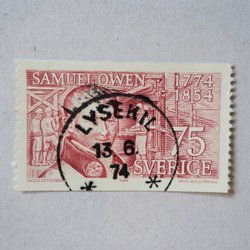 SAMUEL OWEN
1774
1854
LYSEKIL
13.6.
74
75
SVERIGE